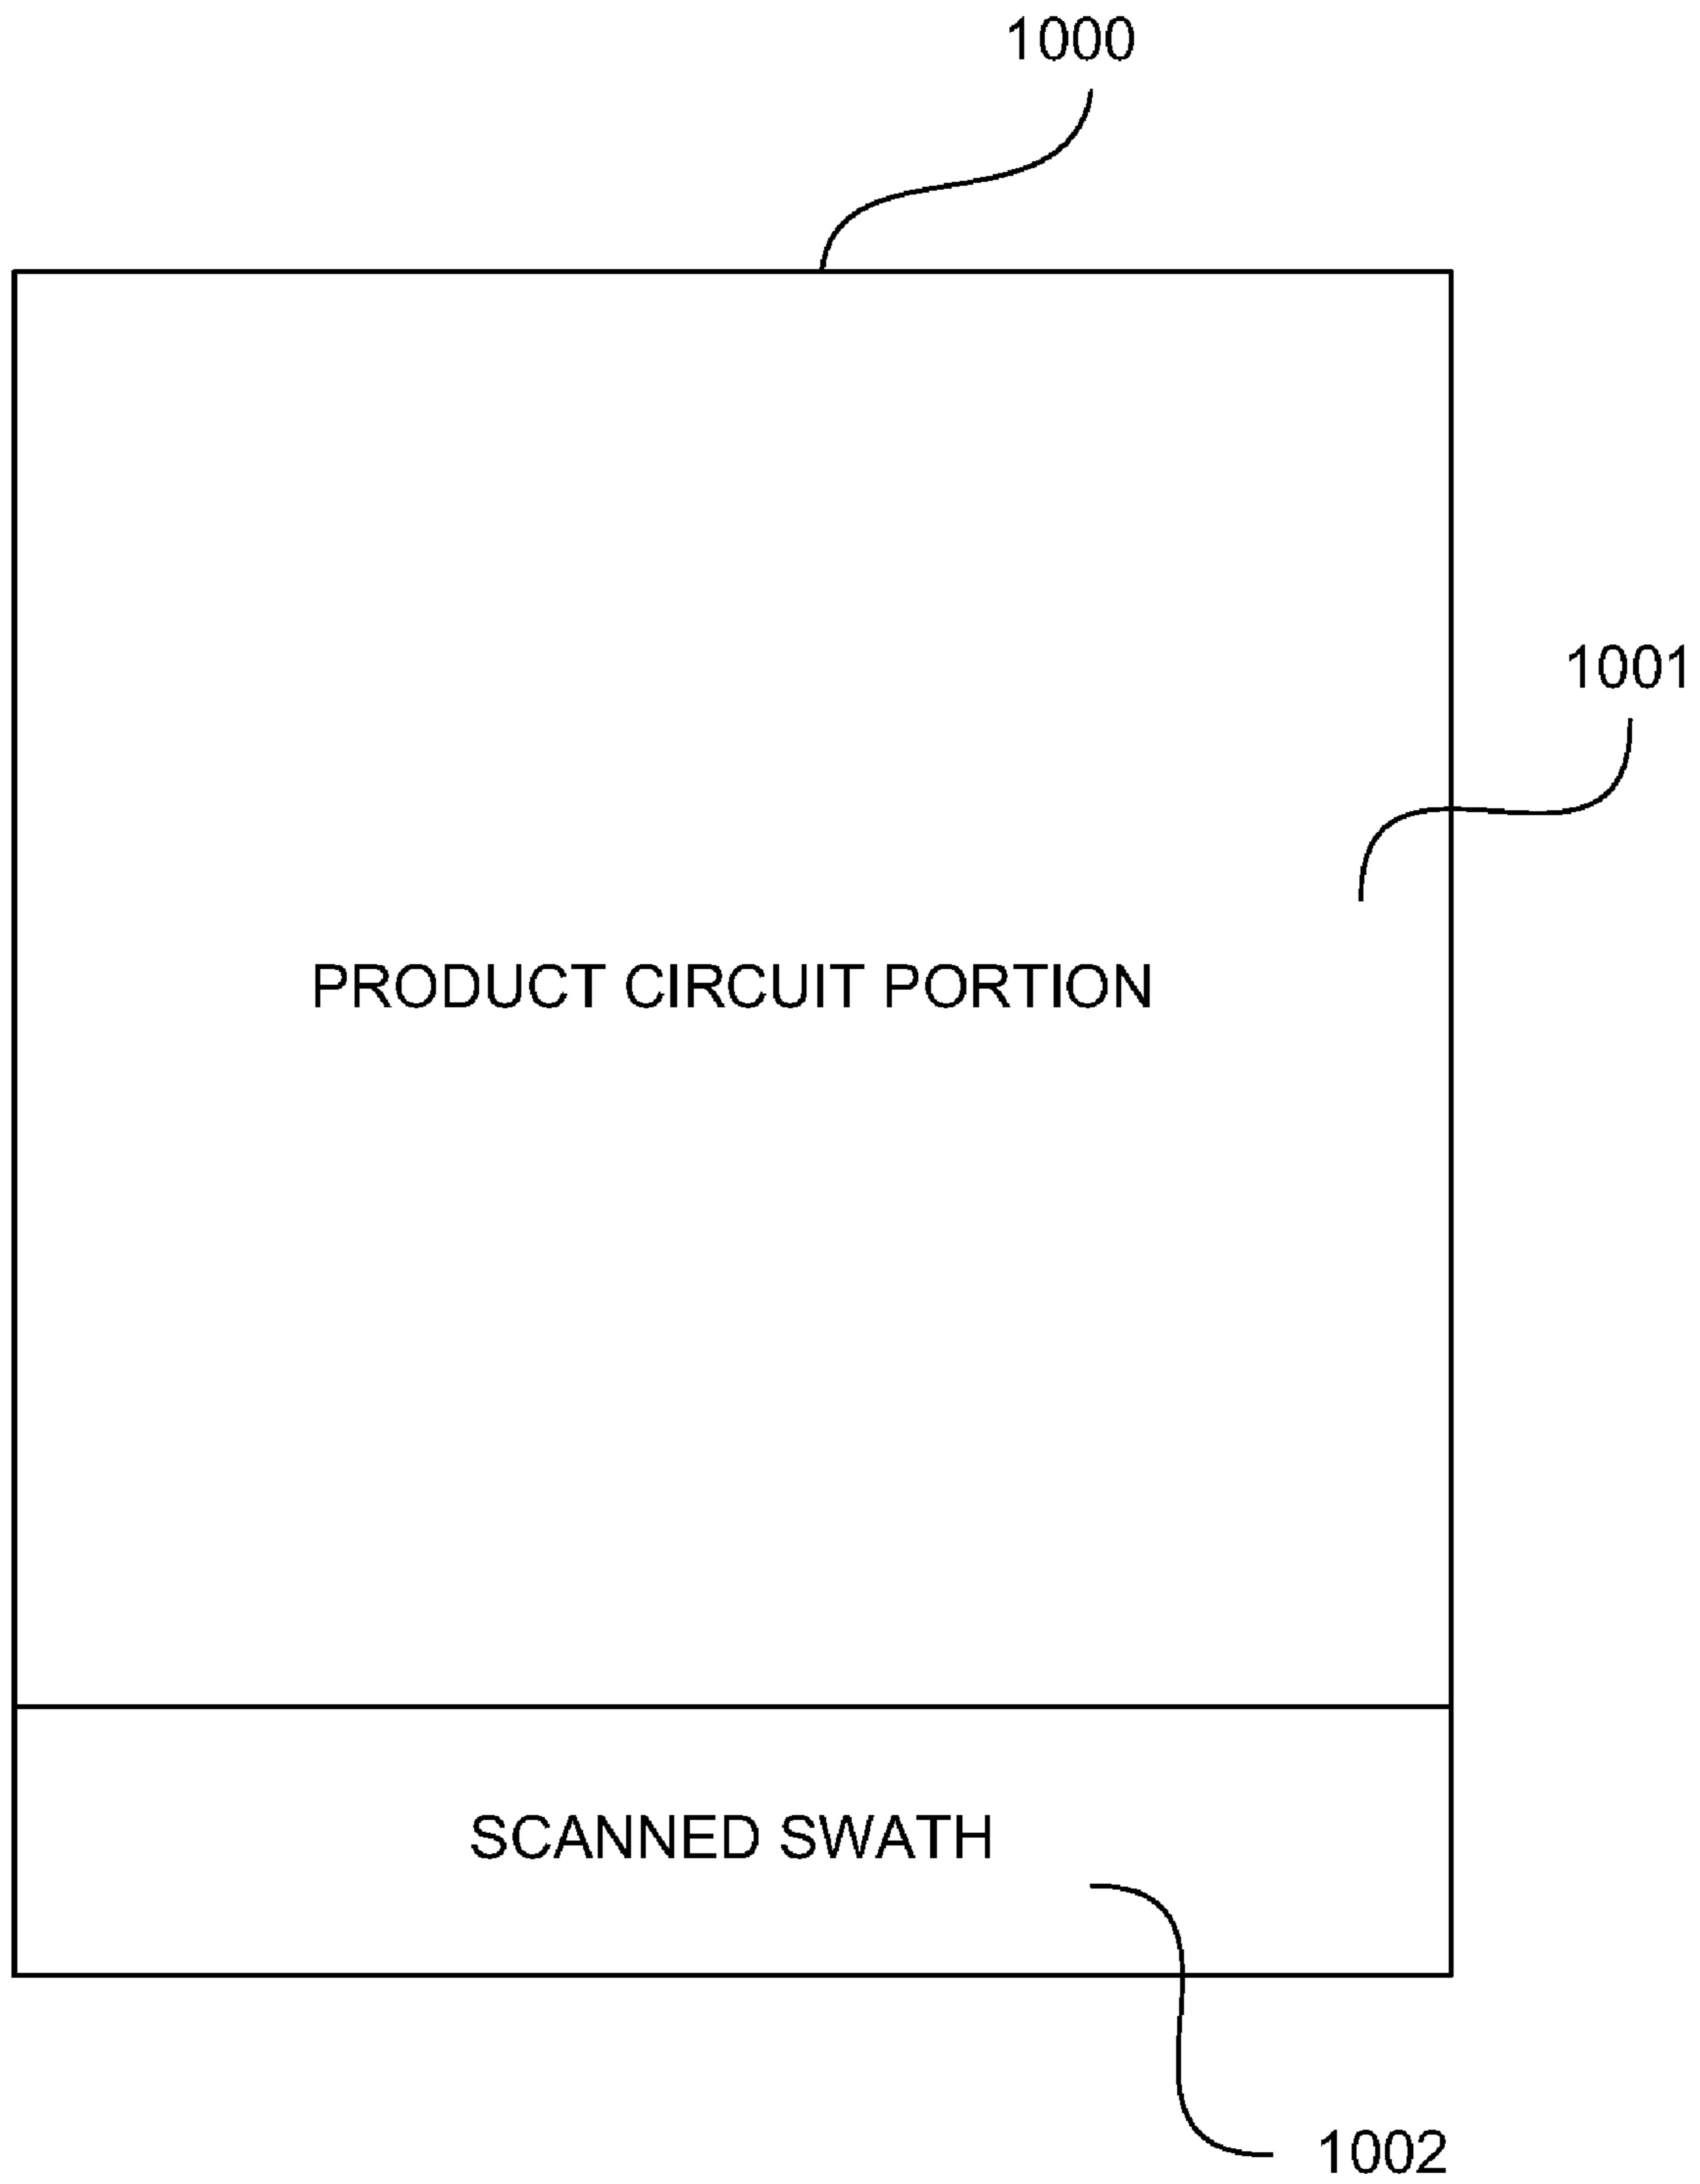 1000
1001
PRODUCT CIRCUIT PORTION
SCANNED SWATH
1002